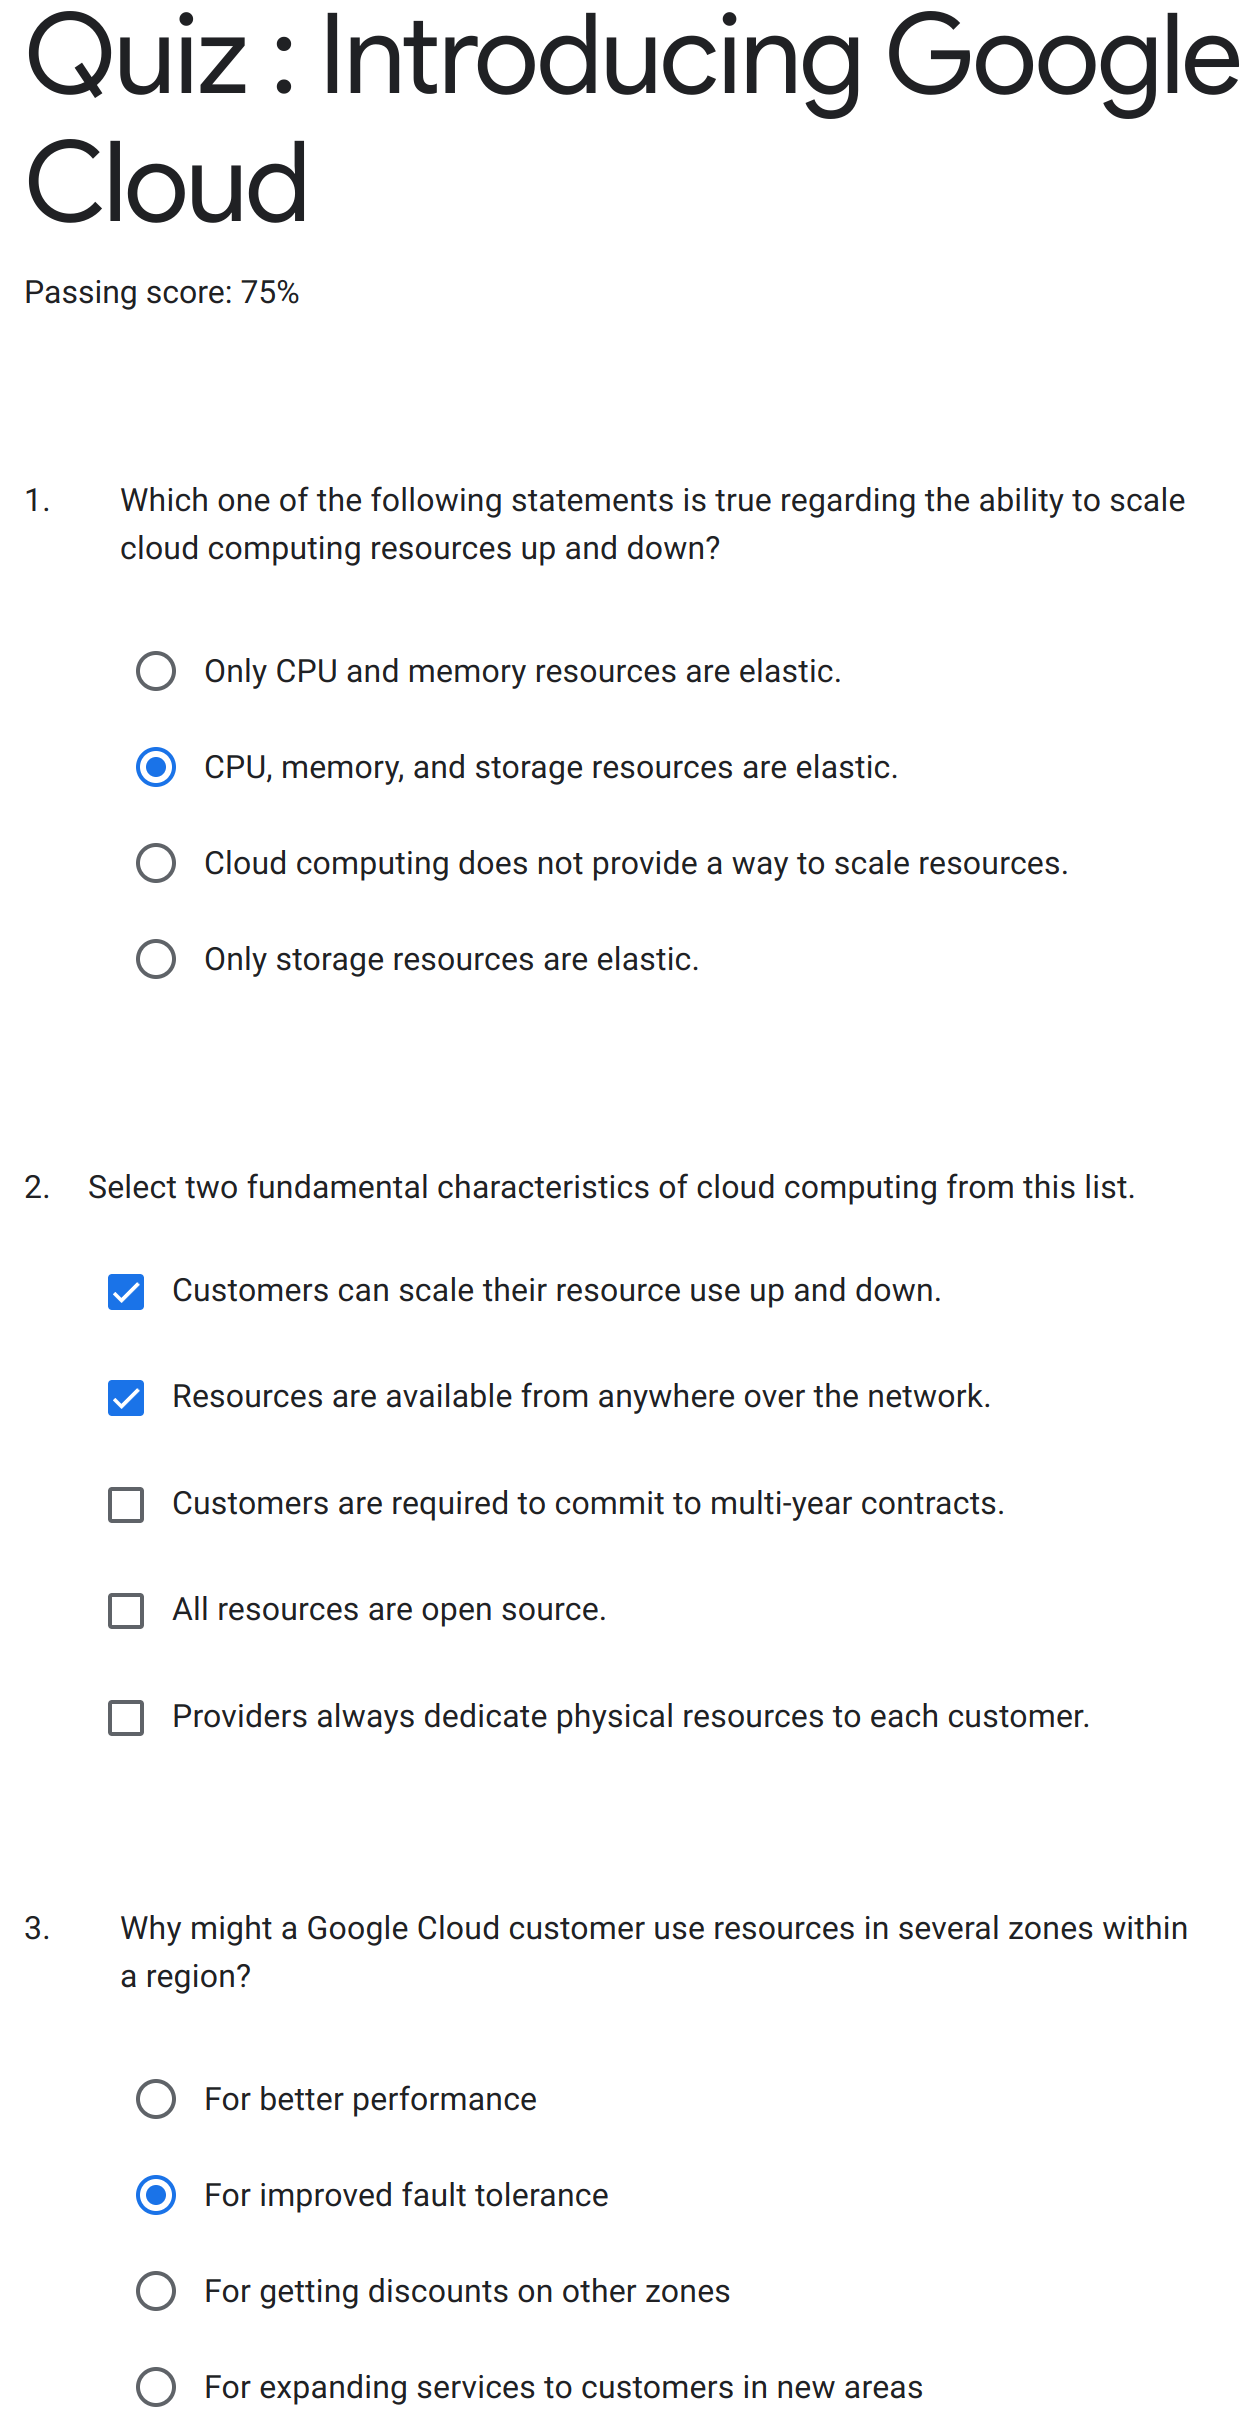 Quiz : Introducing Google
Cloud
Passing score: 75%
1. Which one of the following statements is true regarding the ability to scale
cloud computing resources up and down?
Only CPU and memory resources are elastic.
CPU, memory, and storage resources are elastic.
Cloud computing does not provide a way to scale resources.
Only storage resources are elastic.
2. Select two fundamental characteristics of cloud computing from this list.
Customers can scale their resource use up and down.
Resources are available from anywhere over the network.
Customers are required to commit to multi-year contracts.
All resources are open source.
Providers always dedicate physical resources to each customer.
3. Why might a Google Cloud customer use resources in several zones within
a region?
For better performance
For improved fault tolerance
For getting discounts on other zones
For expanding services to customers in new areas